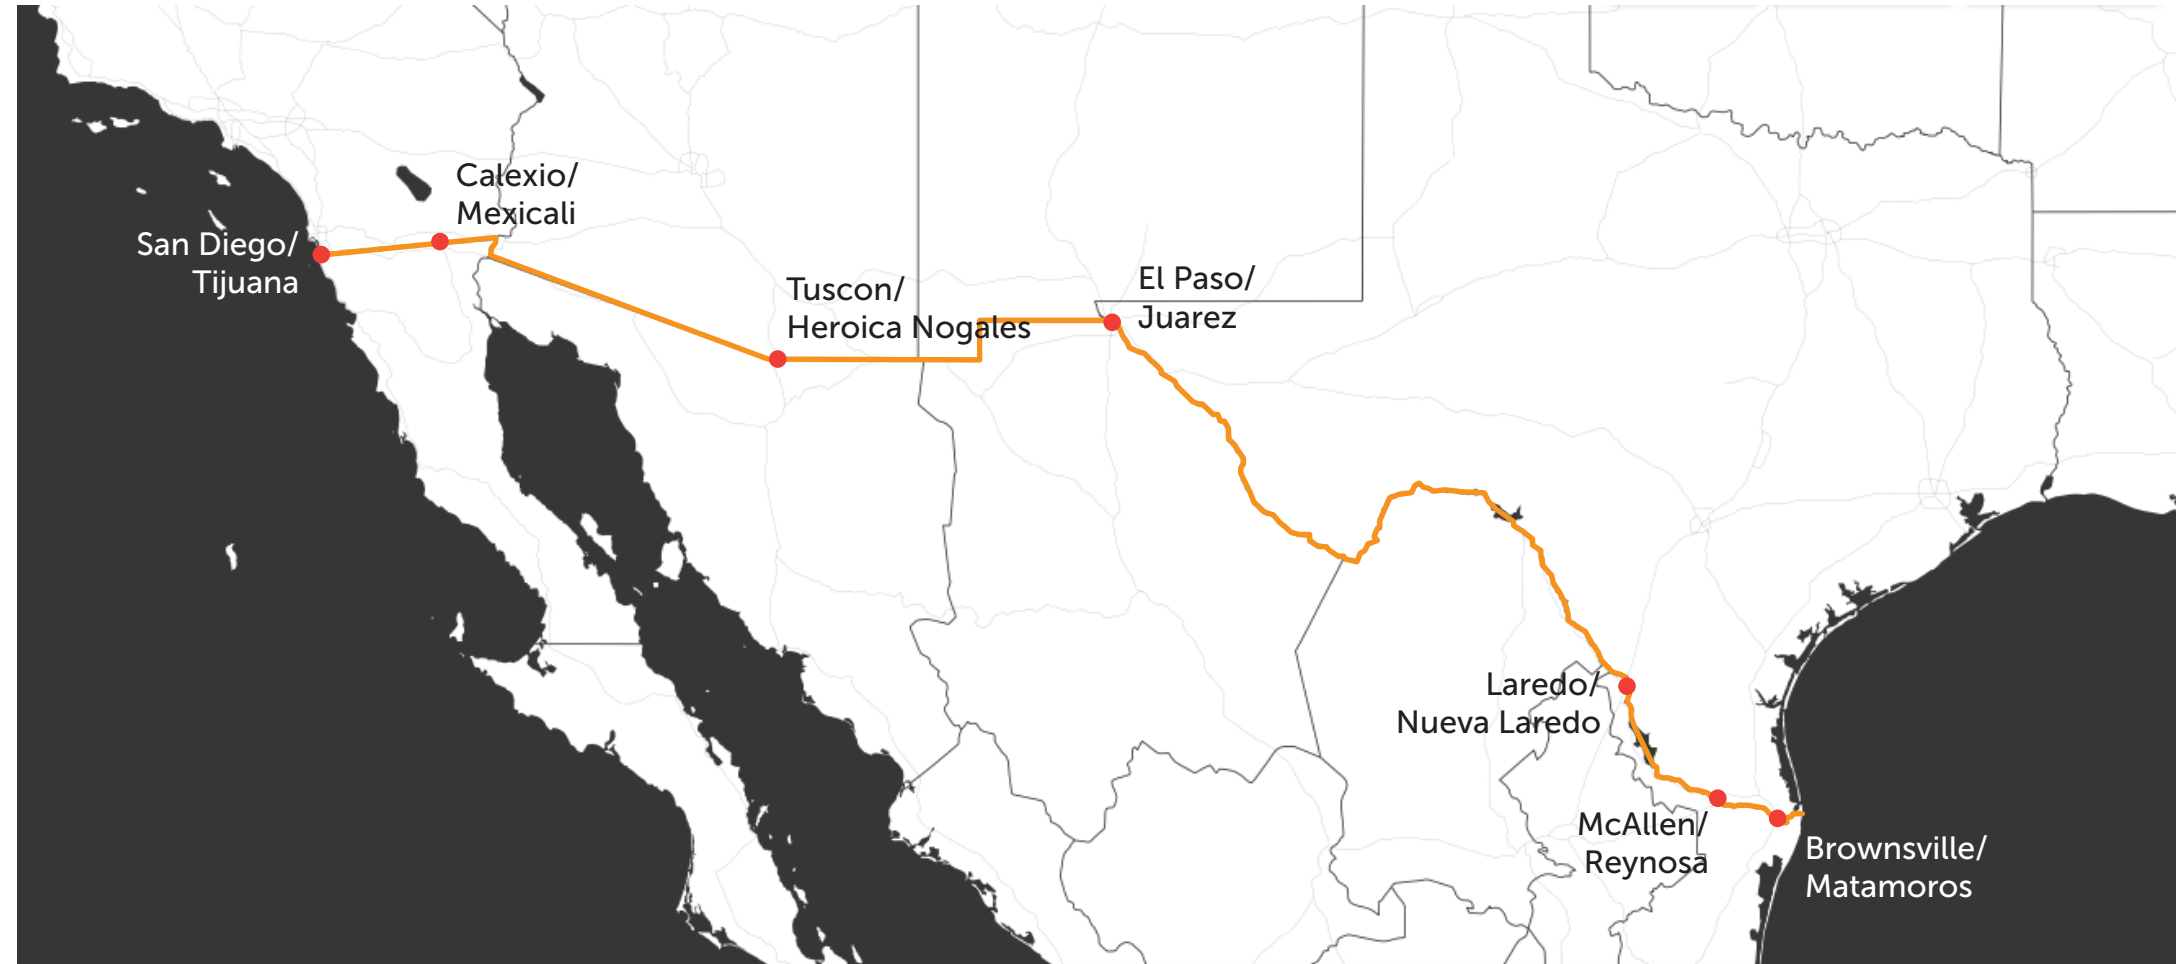 Calexio/
Mexicali
San Diego/
Tijuana
Tuscon/
Heroica Nogales
El Paso/
Juarez
Laredo/
Nueva Laredo
McAllen/
Reynosa
Brownsville/
Matamoros